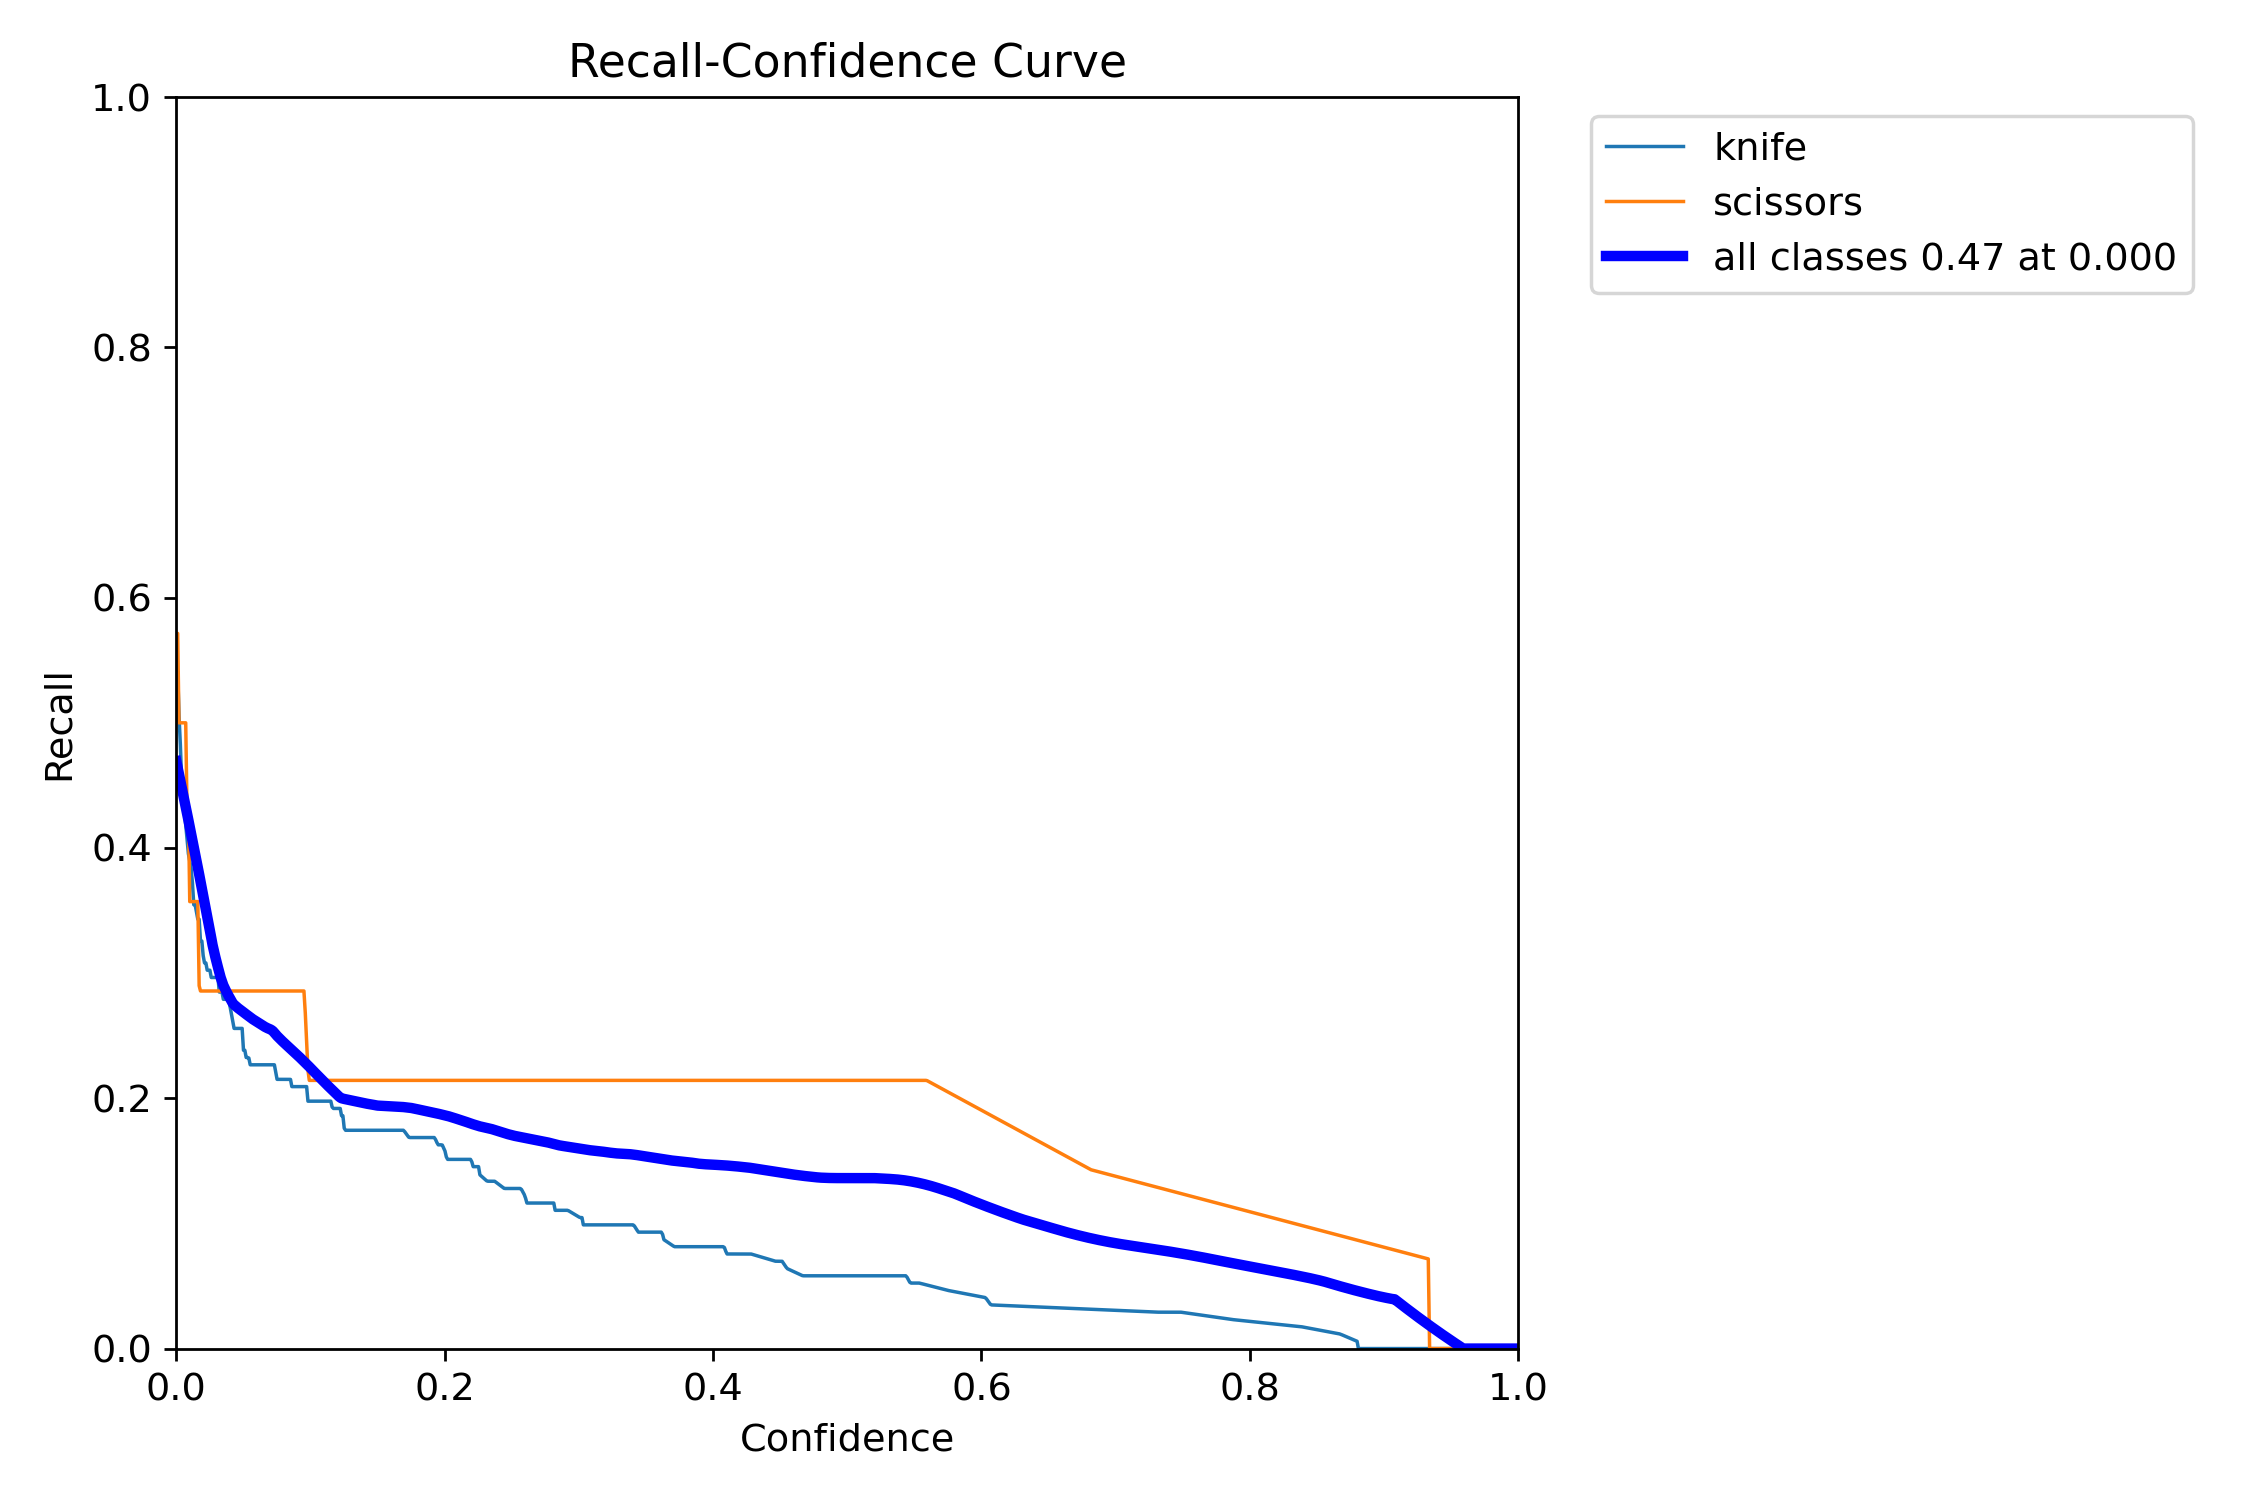 Recall-Confidence Curve
knife
scissors
all classes 0.47 at 0.000
1.0
0.8
0.6
0.4
0.2
0.0
Recall
0.0 0.2 0.4 0.6 0.8 1.0
Confidence